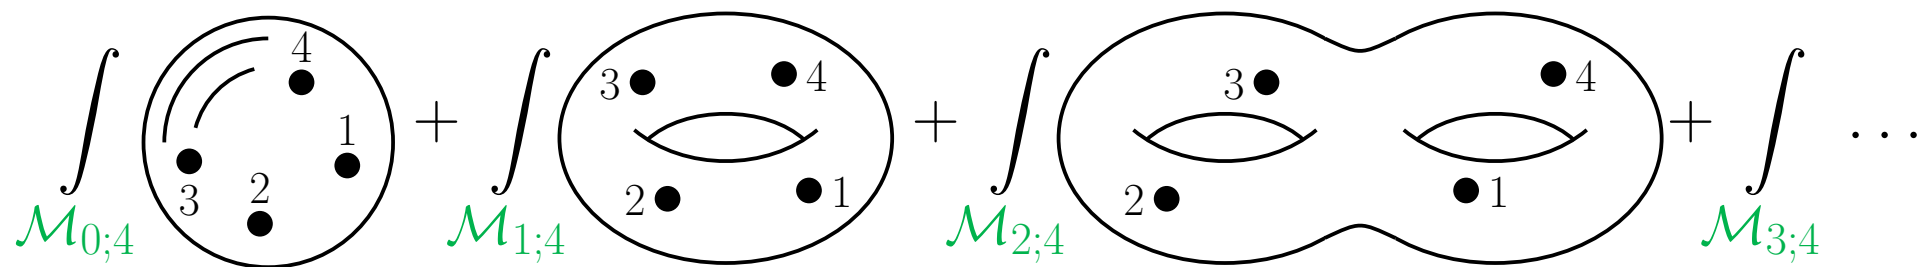 ∫ 4 1 3 2 + ∫ 3 4 2 1 + ∫ 3 4 2 1 + ∫ ···
ℳ0;4 ℳ1;4 ℳ2;4 ℳ3;4